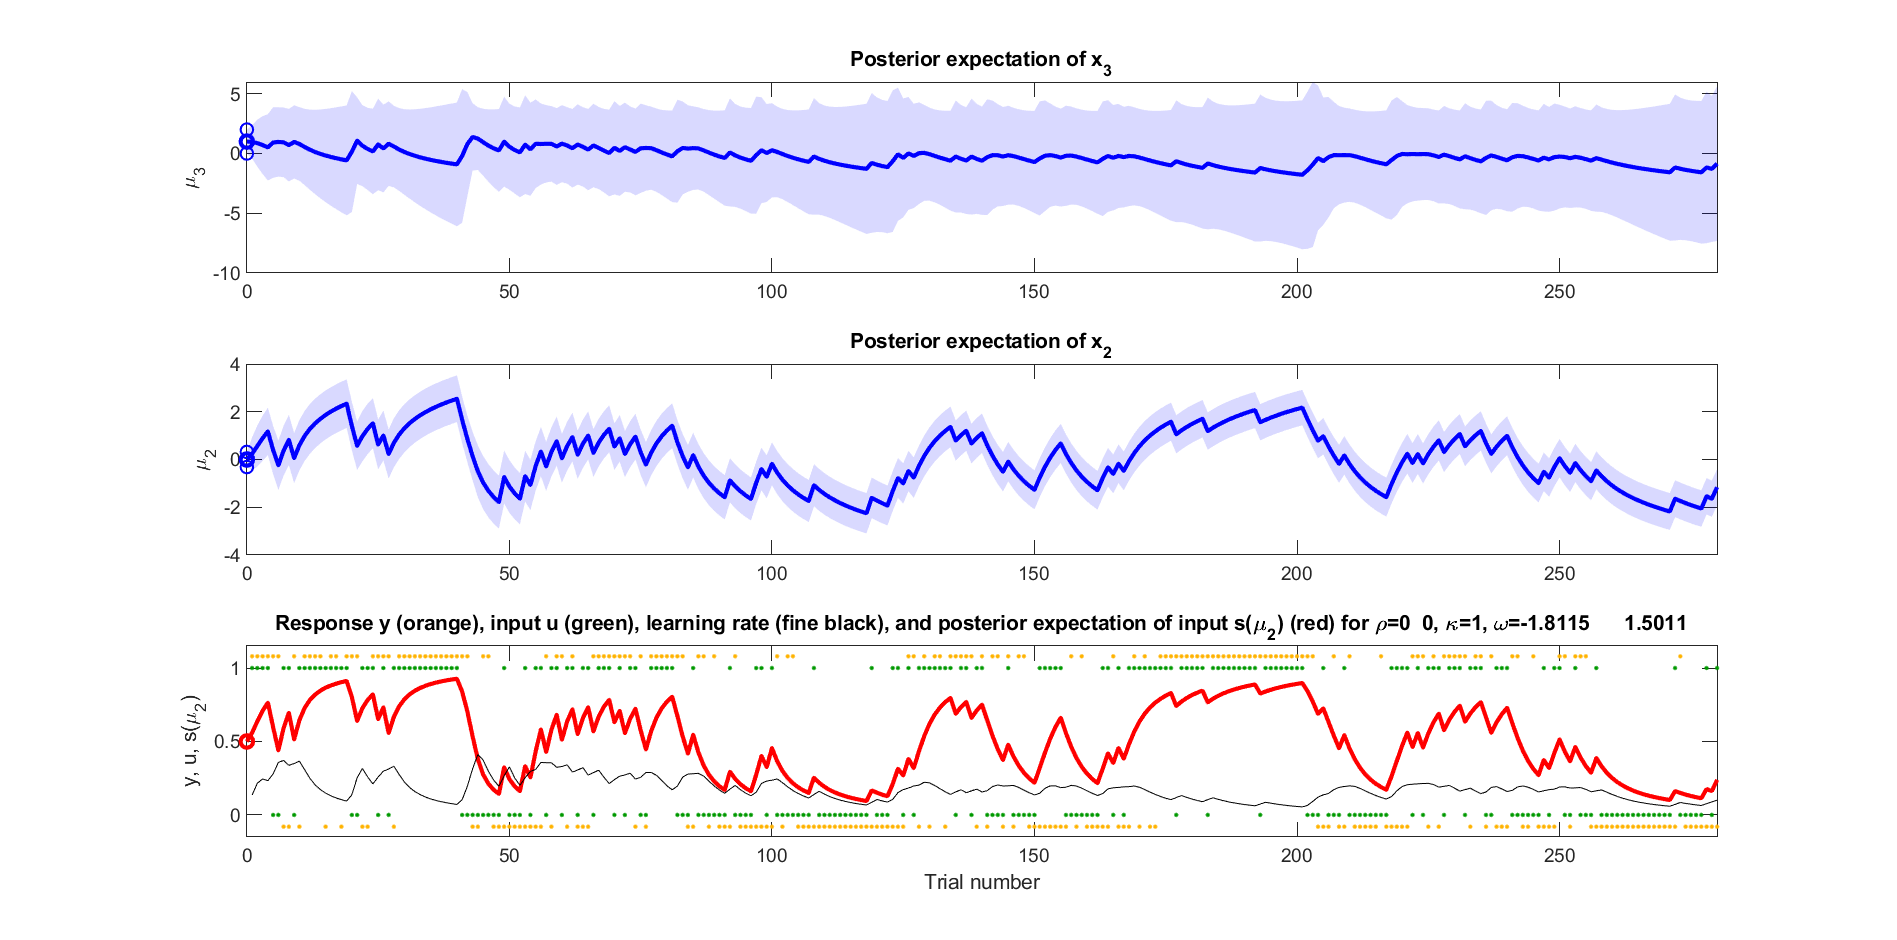 Posterior expectation of x3
5
0
-5
-10
μ3
0 50 100 150 200 250
Posterior expectation of x2
4
2
0
-2
-4
μ2
0 50 100 150 200 250
Response y (orange), input u (green), learning rate (fine black), and posterior expectation of input s(μ2) (red) for ρ=0 0, κ=1, ω=-1.8115 1.5011
1
0.5
0
y, u, s(μ2)
0 50 100 150 200 250
Trial number